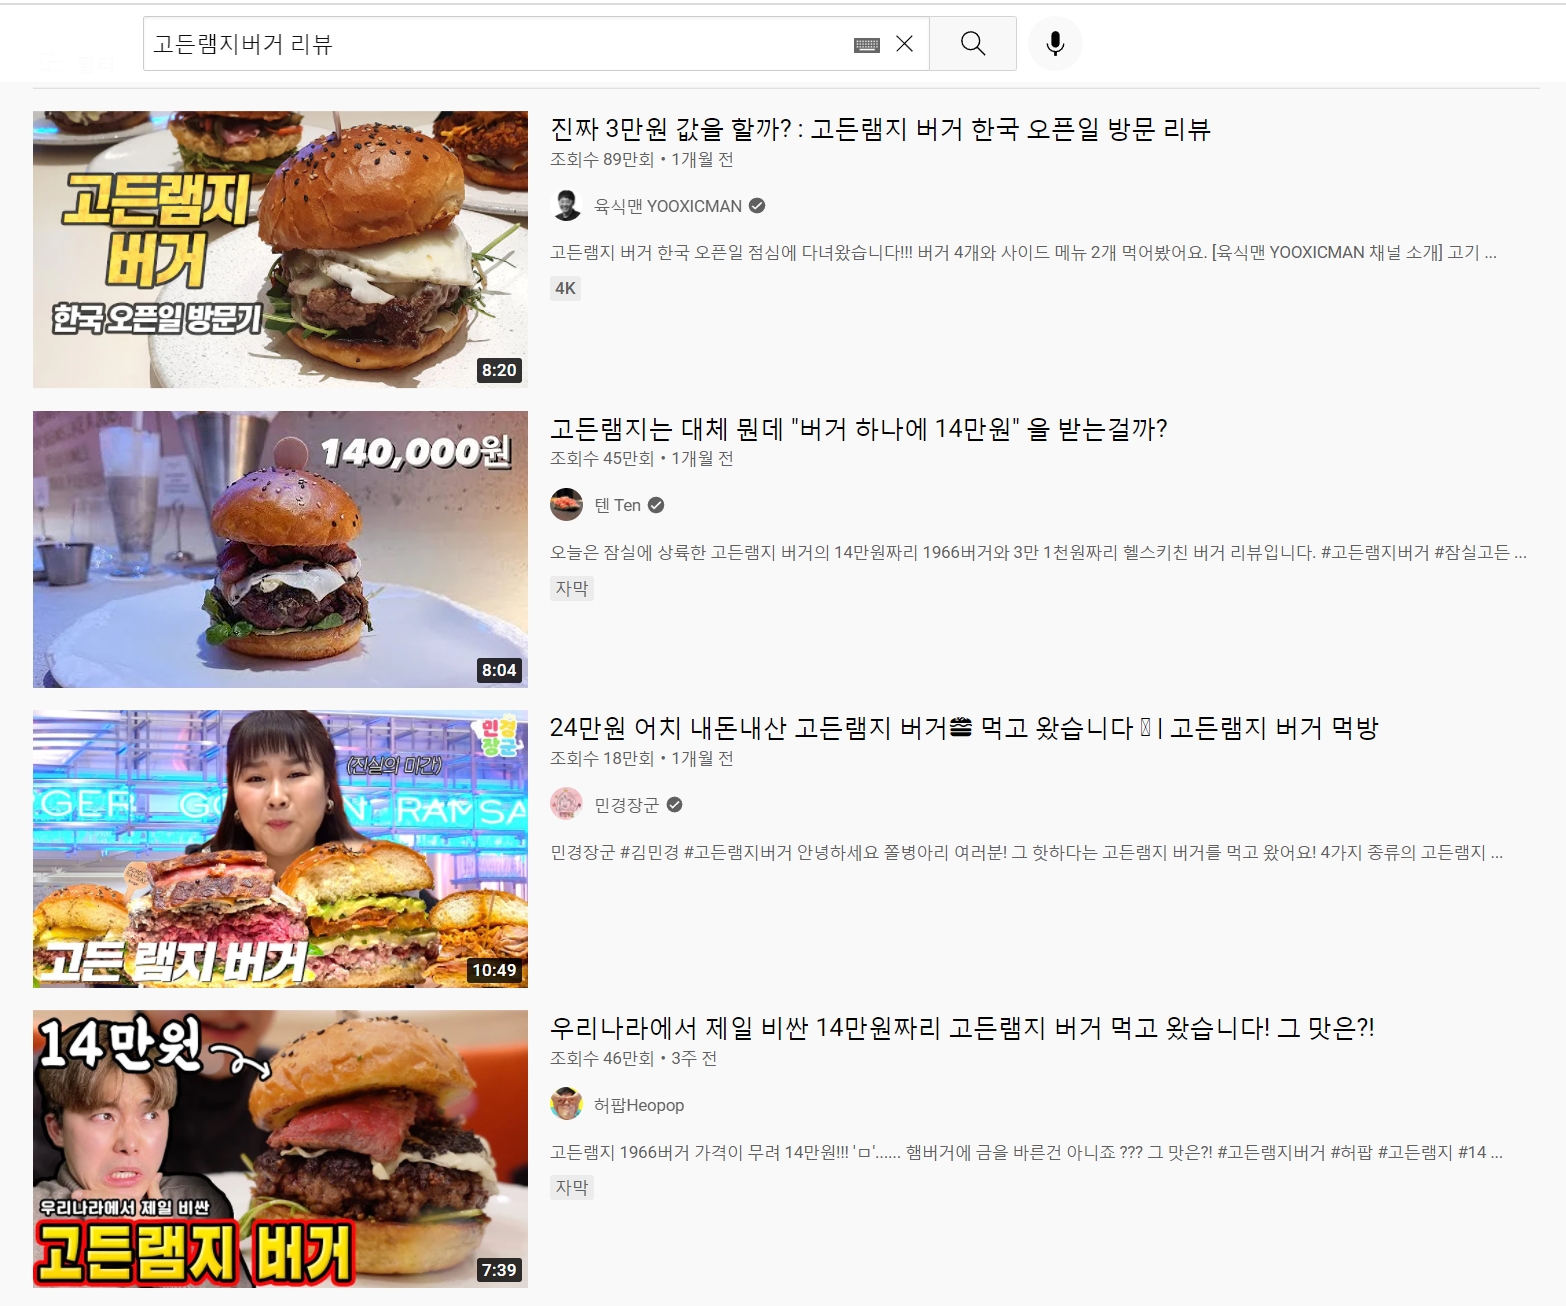 고든램지버거 리뷰
고든램지
버거
한국 오픈일 방문기
8:20
진짜 3만원 값을 할까? : 고든램지 버거 한국 오픈일 방문 리뷰
조회수 89만회 • 1개월 전
육식맨 YOOXICMAN
고든램지 버거 한국 오픈일 점심에 다녀왔습니다!!! 버거 4개와 사이드 메뉴 2개 먹어봤어요. [육식맨 YOOXICMAN 채널 소개] 고기 ...
4K
140,000원
8:04
고든램지는 대체 뭔데 "버거 하나에 14만원" 을 받는걸까?
조회수 45만회 • 1개월 전
텐 Ten
오늘은 잠실에 상륙한 고든램지 버거의 14만원짜리 1966버거와 3만 1천원짜리 헬스키친 버거 리뷰입니다. #고든램지버거 #잠실고든 ...
자막
민경
장군
(진실의 미간)
RGER GORDON RAMSA
고든 램지 버거
10:49
24만원 어치 내돈내산 고든램지 버거🍔 먹고 왔습니다 | 고든램지 버거 먹방
조회수 18만회 • 1개월 전
민경장군
민경장군 #김민경 #고든램지버거 안녕하세요 쫄병아리 여러분! 그 핫하다는 고든램지 버거를 먹고 왔어요! 4가지 종류의 고든램지 ...
14만원
우리나라에서 제일 비싼
고든램지 버거
7:39
우리나라에서 제일 비싼 14만원짜리 고든램지 버거 먹고 왔습니다! 그 맛은?!
조회수 46만회 • 3주 전
허팝Heopop
고든램지 1966버거 가격이 무려 14만원!!! 'ㅁ'...... 햄버거에 금을 바른건 아니죠 ??? 그 맛은?! #고든램지버거 #허팝 #고든램지 #14 ...
자막